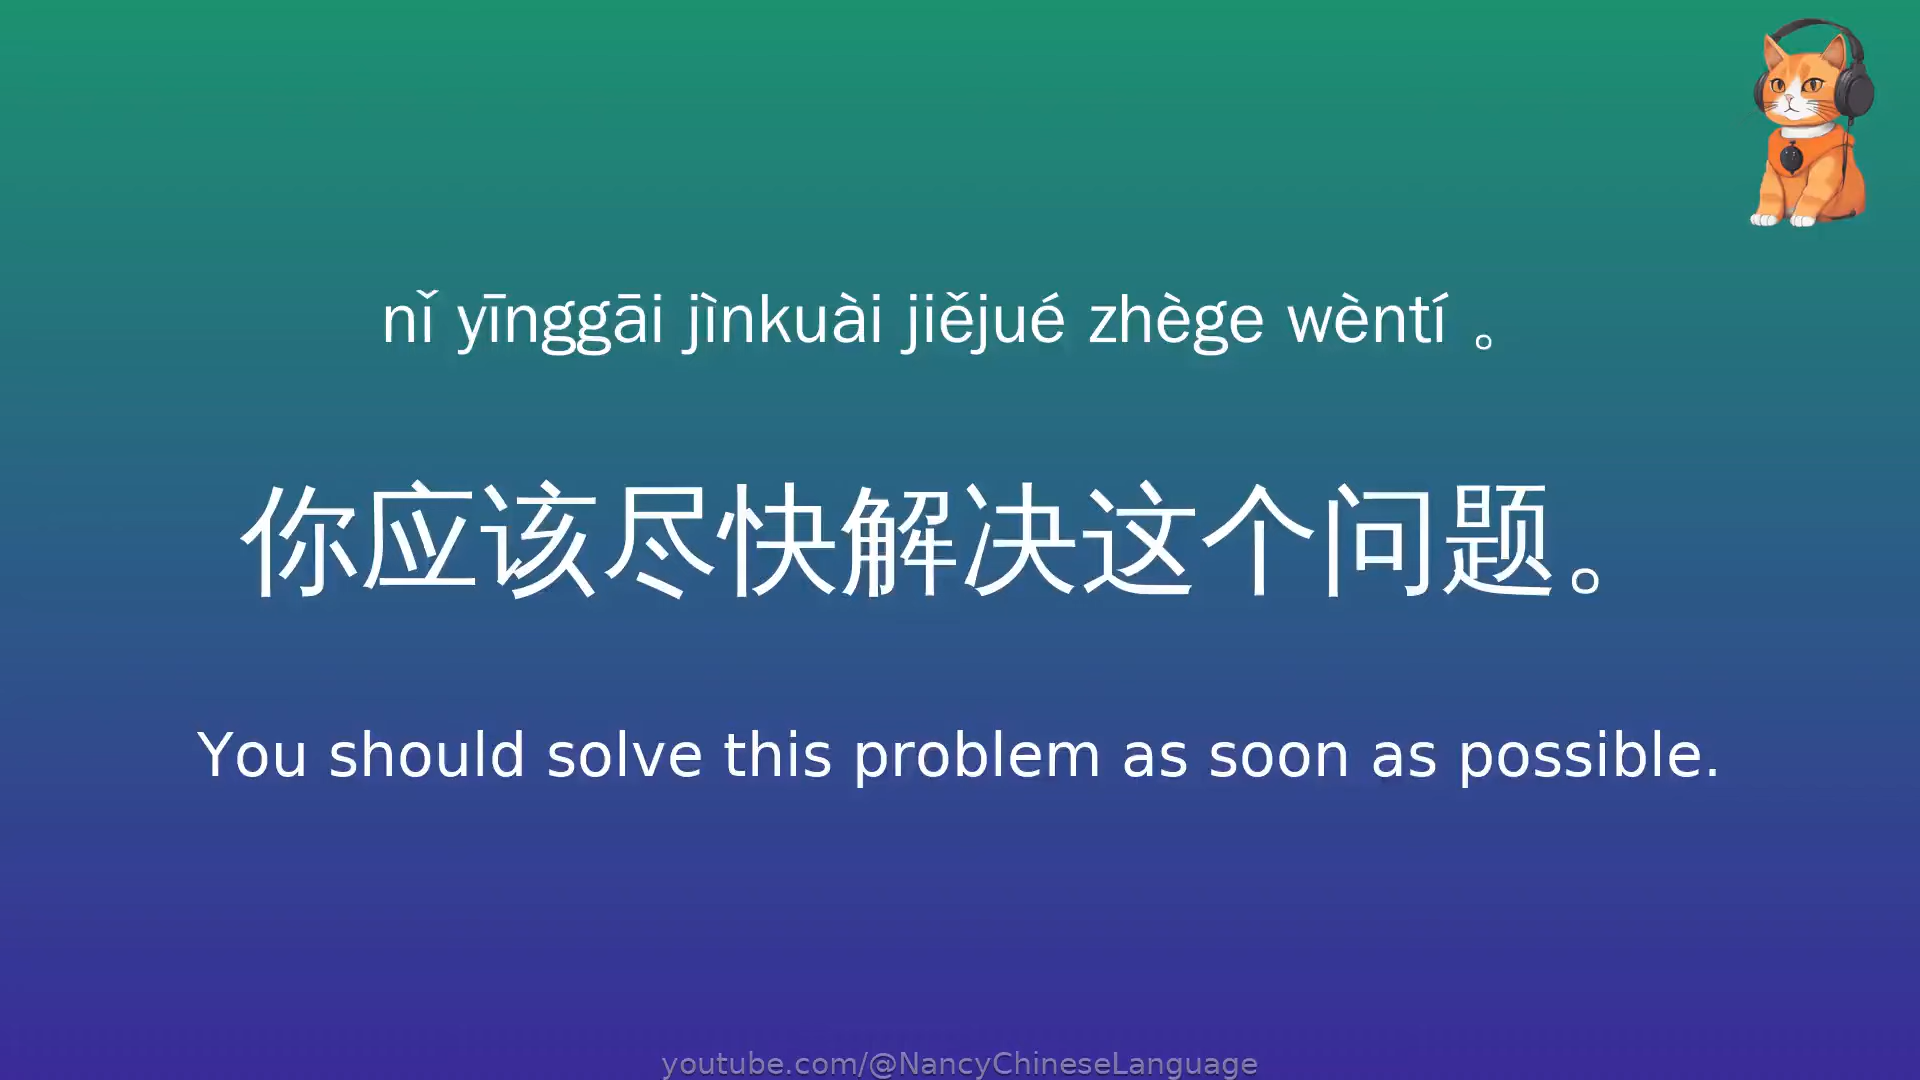 nǐ yīnggāi jìnkuài jiějué zhège wèntí 。
你应该尽快解决这个问题。
You should solve this problem as soon as possible.
youtube.com/@NancyChineseLanguage